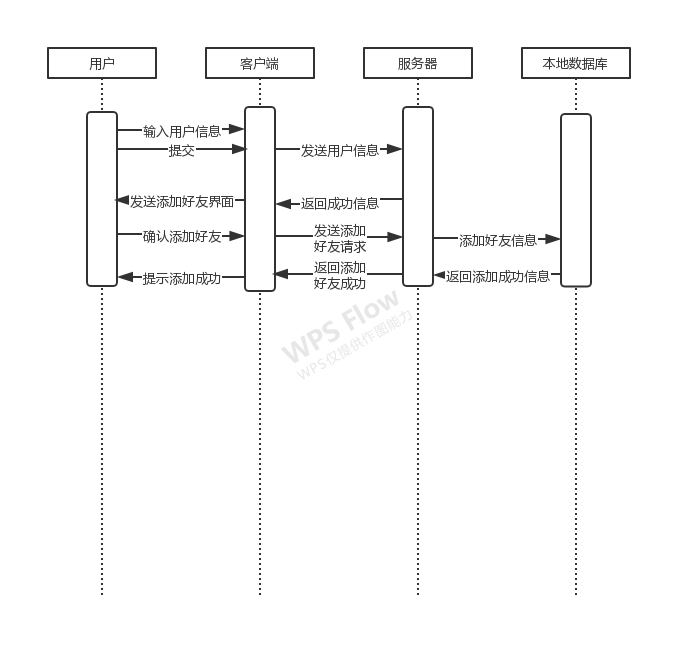 用户
客户端
服务器
本地数据库
输入用户信息
提交
发送用户信息
发送添加好友界面
返回成功信息
确认添加好友
发送添加
好友请求
添加好友信息
提示添加成功
返回添加
好友成功
返回添加成功信息
WPS Flow
WPS仅提供作图能力